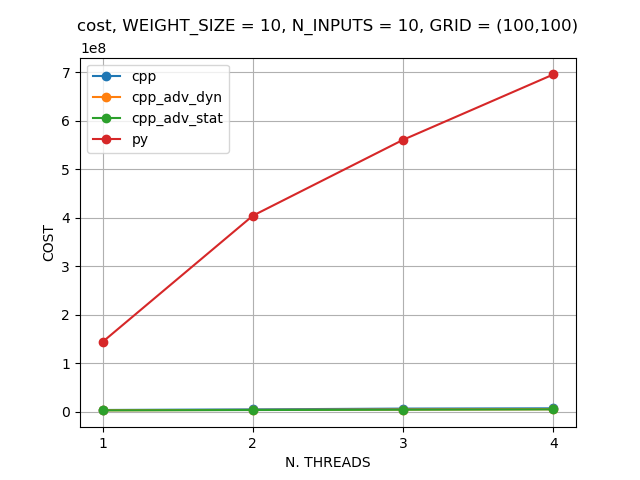 cost, WEIGHT_SIZE = 10, N_INPUTS = 10, GRID = (100,100)
1e8
cpp
cpp_adv_dyn
cpp_adv_stat
py
7
6
5
4
3
2
1
0
COST
1 2 3 4
N. THREADS